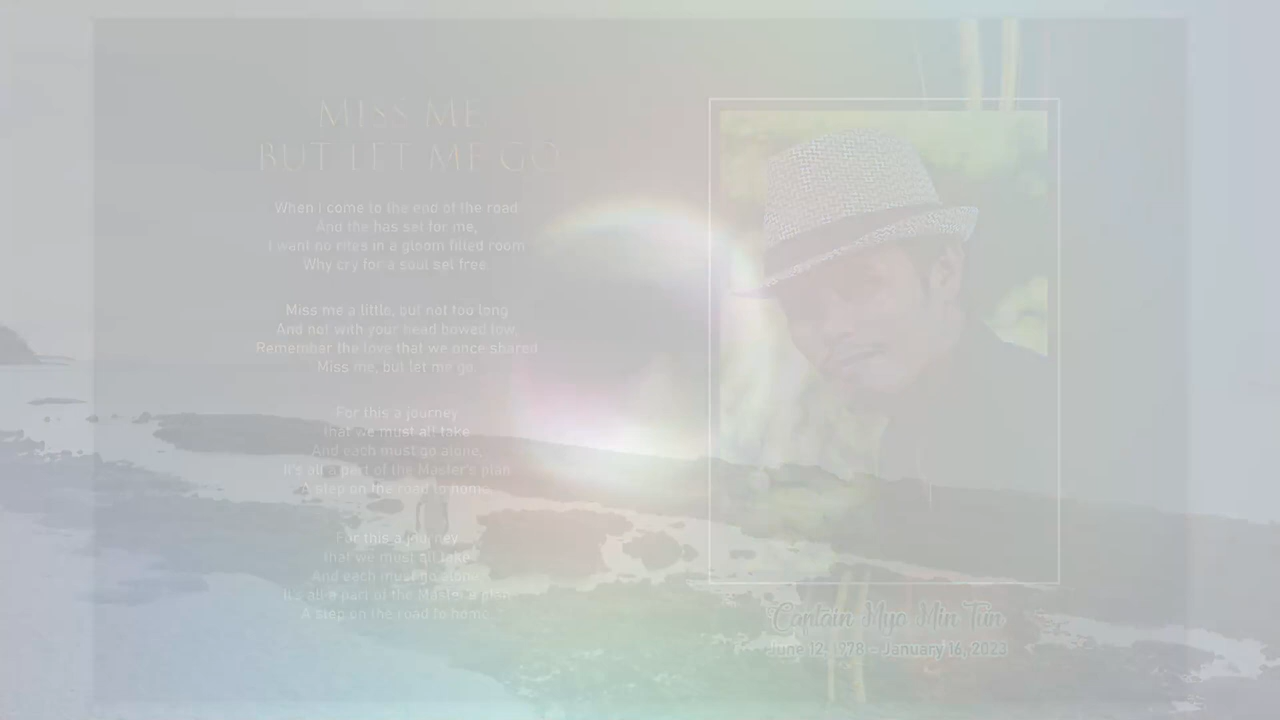 MISS ME
BUT LET ME GO
When I come to the end of the road
And the has set for me,
I want no rites in a gloom filled room
Why cry for a soul set free
Miss me a little, but not too long
And not with your head bowed low,
Remember the love that we once shared
Miss me, but let me go
For this a journey
that we must all take
And each must go alone,
It's all a part of the Master's plan
A step on the road to home
For this a journey
that we must all take
And each must go alone,
It's all a part of the Master's plan
A step on the road to home
Captain Myo Min Tun
June 12, 1978 - January 16, 2023